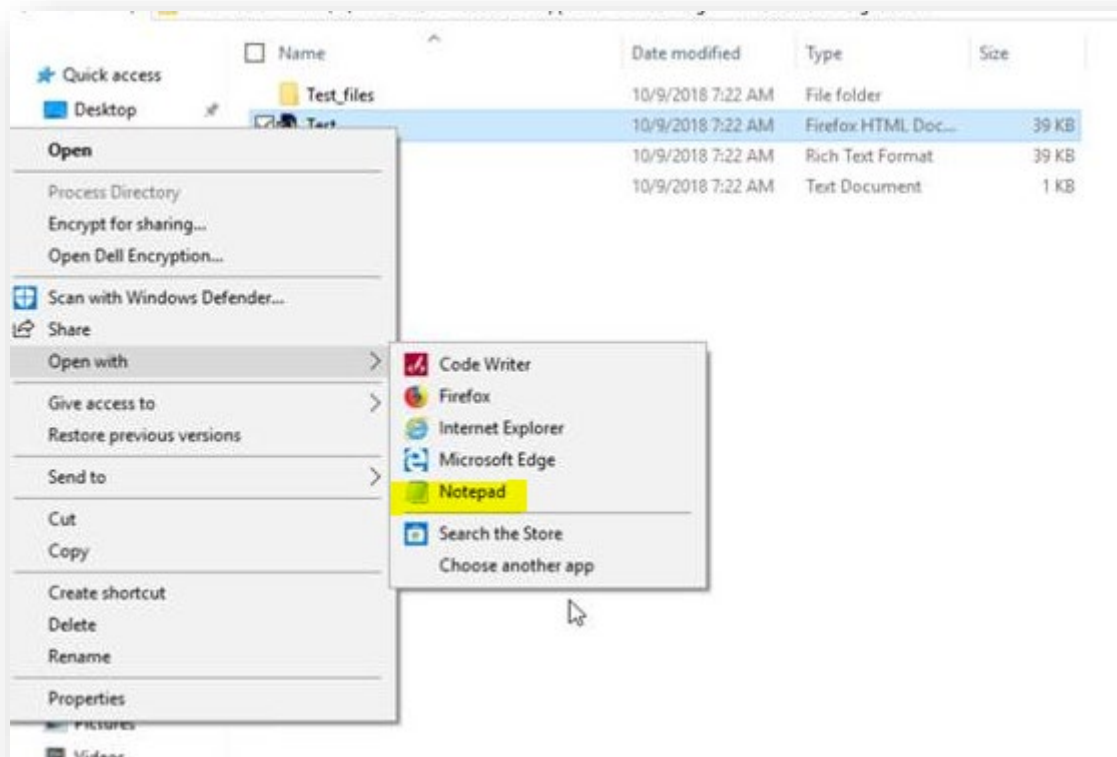 Name Date modified Type Size
Quick access
Test_files 10/9/2018 7:22 AM File folder
Desktop
Test 10/9/2018 7:22 AM Firefox HTML Doc... 39 KB
Open
10/9/2018 7:22 AM Rich Text Format 39 KB
10/9/2018 7:22 AM Text Document 1 KB
Process Directory
Encrypt for sharing...
Open Dell Encryption...
Scan with Windows Defender...
Share
Open with
Code Writer
Firefox
Internet Explorer
Microsoft Edge
Notepad
Search the Store
Choose another app
Give access to
Restore previous versions
Send to
Cut
Copy
Create shortcut
Delete
Rename
Properties
Pictures
Videos